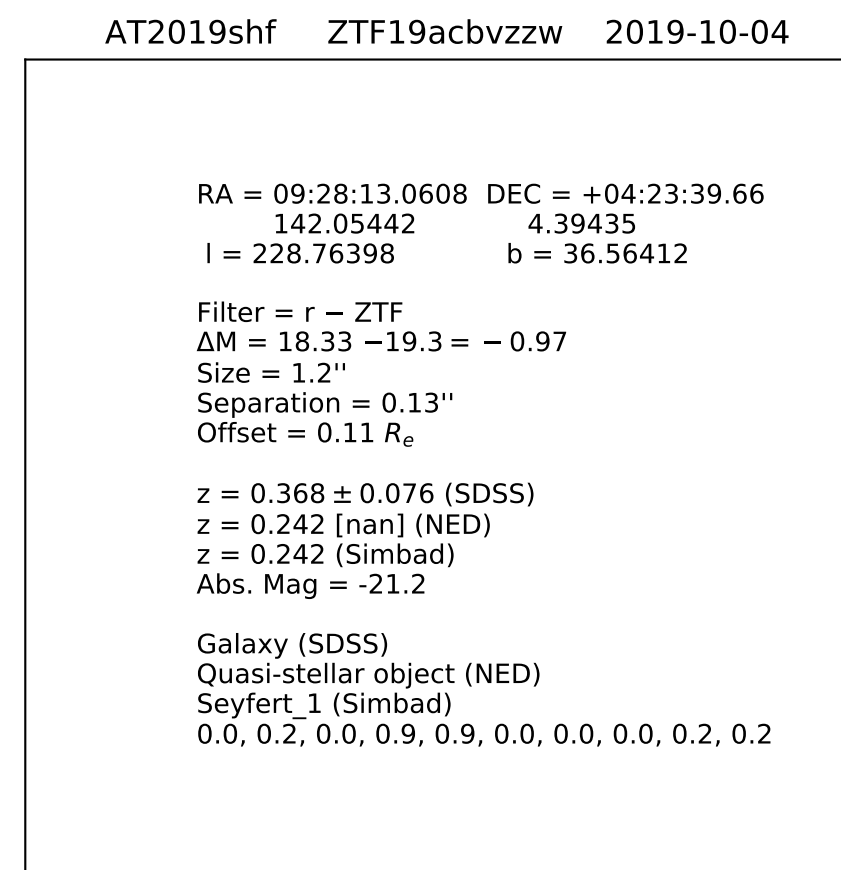 AT2019shf ZTF19acbvzzw 2019-10-04
RA = 09:28:13.0608 DEC = +04:23:39.66
142.05442 4.39435
l = 228.76398 b = 36.56412
Filter = r − ZTF
ΔM = 18.33 −19.3 = − 0.97
Size = 1.2''
Separation = 0.13''
Offset = 0.11 Re
z = 0.368 ± 0.076 (SDSS)
z = 0.242 [nan] (NED)
z = 0.242 (Simbad)
Abs. Mag = -21.2
Galaxy (SDSS)
Quasi-stellar object (NED)
Seyfert_1 (Simbad)
0.0, 0.2, 0.0, 0.9, 0.9, 0.0, 0.0, 0.0, 0.2, 0.2